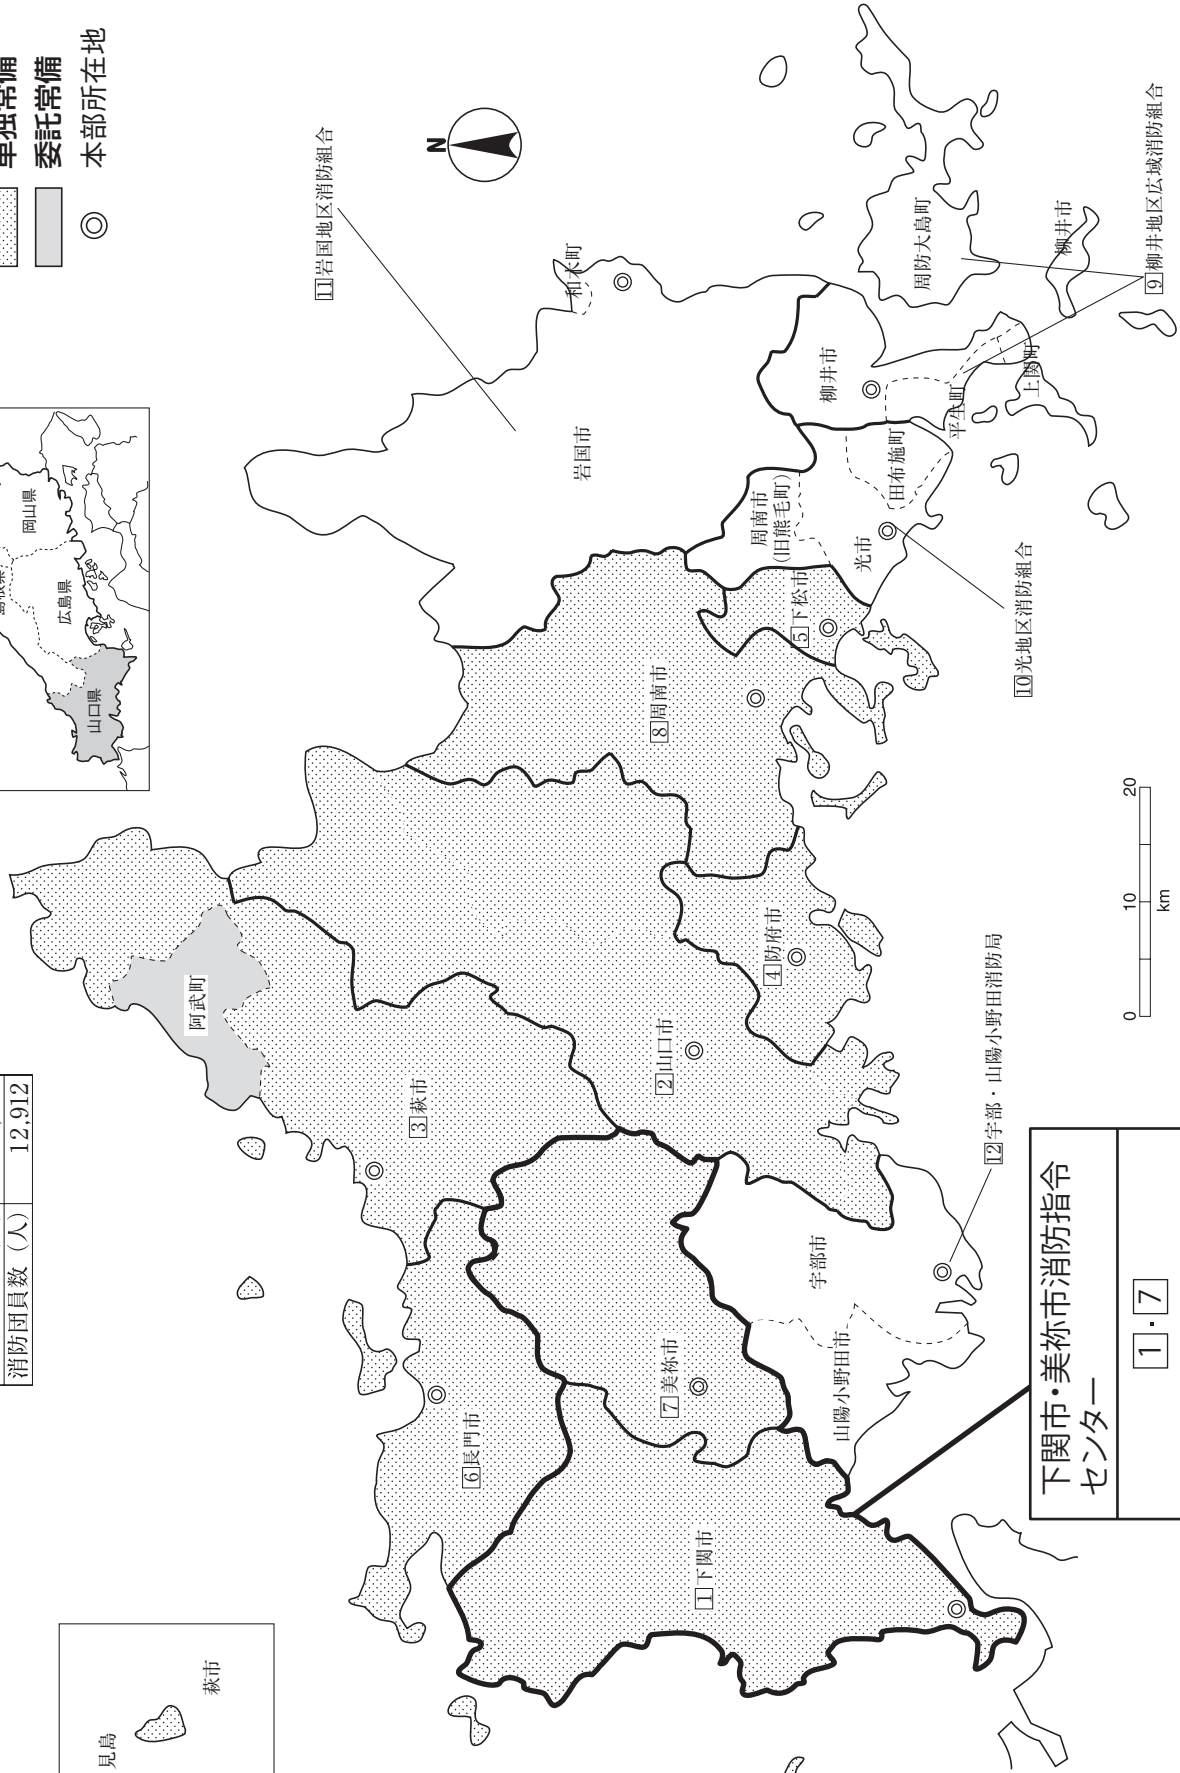 単独常備
委託常備
本部所在地
消防団員数（人） 12,912
岡山県
広島県
山口県
見島
萩市
阿武町
3萩市
6長門市
2山口市
7美祢市
1下関市
宇部市
山陽小野田市
12宇部・山陽小野田消防局
4防府市
8周南市
5下松市
周南市
(旧熊毛町)
光市
田布施町
10光地区消防組合
11岩国地区消防組合
和木町
岩国市
柳井市
平生町
上関町
周防大島町
柳井市
9柳井地区広域消防組合
N
0 10 20
km
下関市・美祢市消防指令
センター
1・7